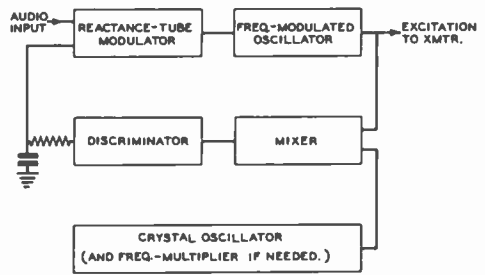 AUDIO
INPUT
REACTANCE-TUBE
MODULATOR
FREQ.-MODULATED
OSCILLATOR
EXCITATION
TO XMTR.
DISCRIMINATOR
MIXER
CRYSTAL OSCILLATOR
(AND FREQ.-MULTIPLIER IF NEEDED.)